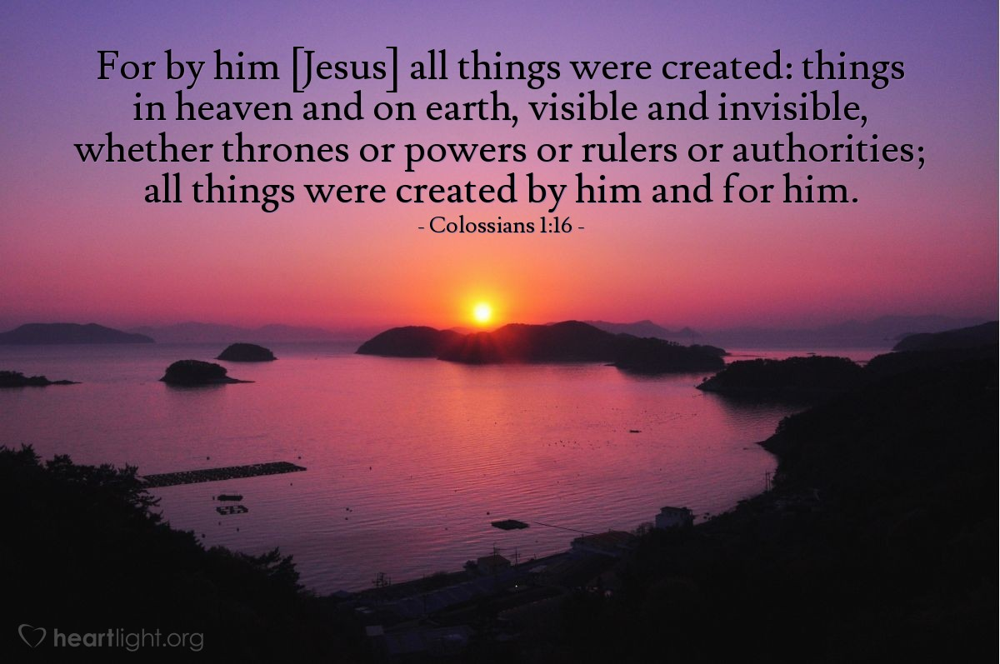 For by him [Jesus] all things were created: things
in heaven and on earth, visible and invisible,
whether thrones or powers or rulers or authorities;
all things were created by him and for him.
- Colossians 1:16 -
heartlight.org